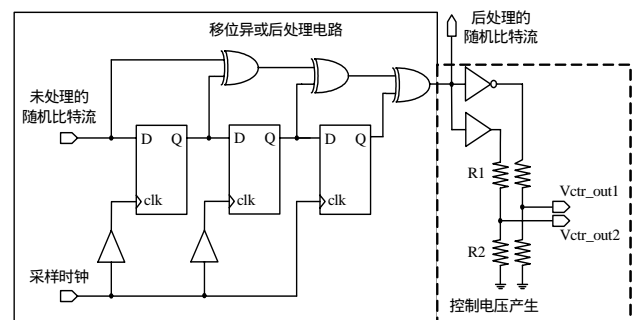 移位异或后处理电路
后处理的
随机比特流
未处理的
随机比特流
D Q
clk
D Q
clk
D Q
clk
R1
Vctr_out1
Vctr_out2
R2
采样时钟
控制电压产生